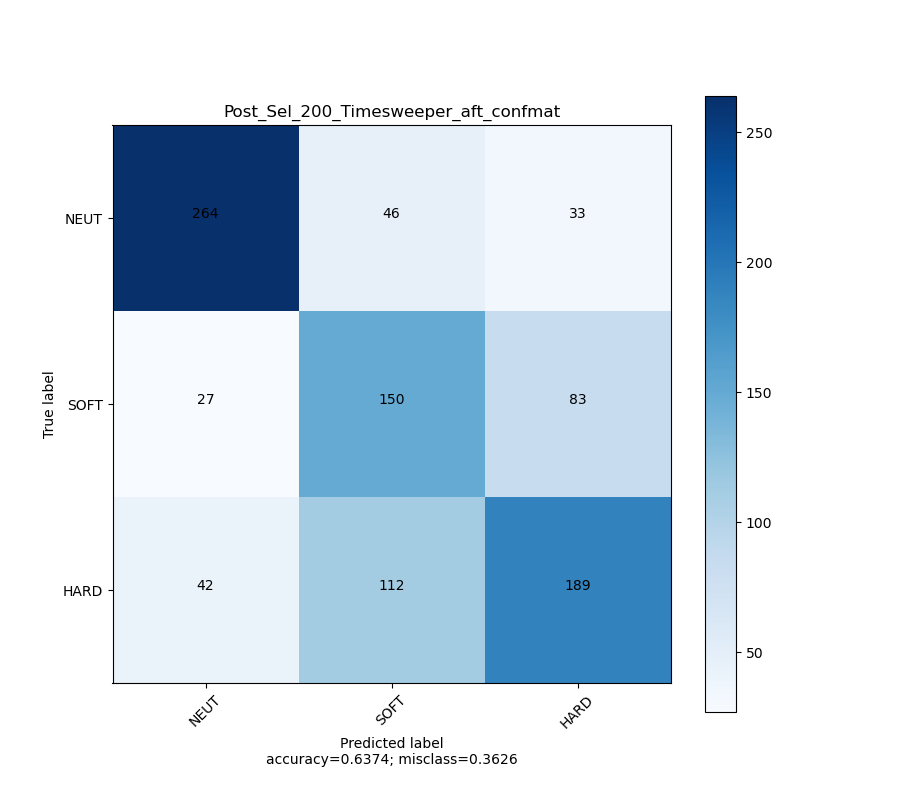 Post_Sel_200_Timesweeper_aft_confmat
250
200
150
100
50
True label
NEUT 264 46 33
SOFT 27 150 83
HARD 42 112 189
NEUT SOFT HARD
Predicted label
accuracy=0.6374; misclass=0.3626